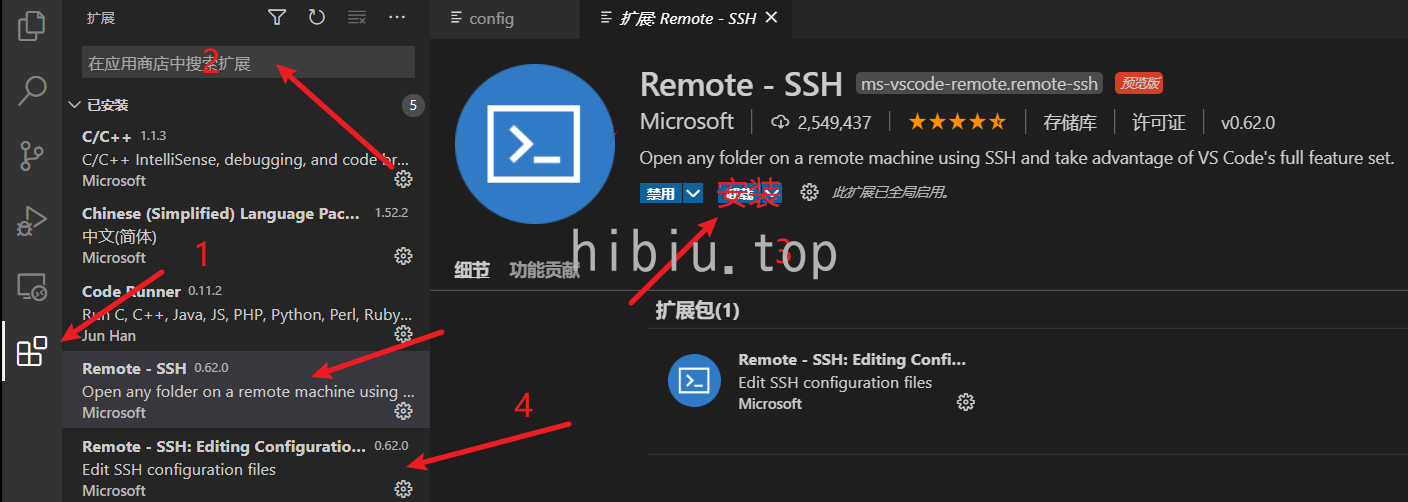 扩展
在应用商店中搜索扩展
2
已安装
5
C/C++ 1.1.3
C/C++ IntelliSense, debugging, and code br...
Microsoft
Chinese (Simplified) Language Pac... 1.52.2
中文(简体)
Microsoft
1
Code Runner 0.11.2
Run C, C++, Java, JS, PHP, Python, Perl, Ruby...
Jun Han
Remote - SSH 0.62.0
Open any folder on a remote machine using ...
Microsoft
Remote - SSH: Editing Configuratio... 0.62.0
Edit SSH configuration files
Microsoft
4
config
扩展: Remote - SSH
Remote - SSH ms-vscode-remote.remote-ssh 预览版
Microsoft 2,549,437 存储库 许可证 v0.62.0
Open any folder on a remote machine using SSH and take advantage of VS Code's full feature set.
禁用 安装 此扩展已全局启用。
3
hibiu.top
细节 功能贡献
扩展包(1)
Remote - SSH: Editing Confi...
Edit SSH configuration files
Microsoft